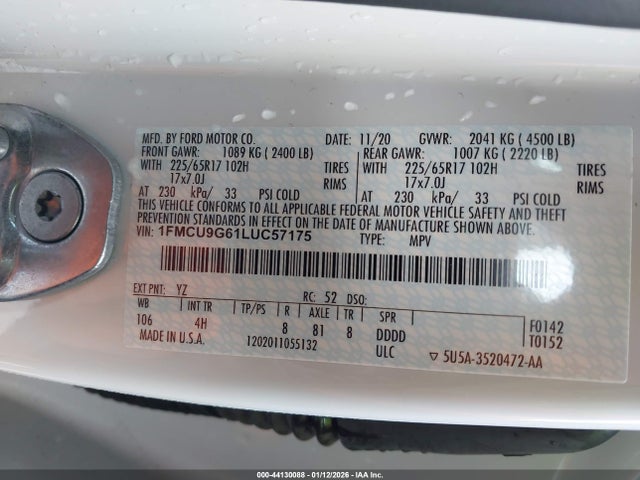 MFD. BY FORD MOTOR CO. DATE: 11/20 GVWR: 2041 KG (4500 LB)
FRONT GAWR: 1089 KG (2400 LB) REAR GAWR: 1007 KG (2220 LB)
WITH 225/65R17 102H TIRES WITH 225/65R17 102H TIRES
17x7.0J RIMS 17x7.0J RIMS
AT 230 kPa/ 33 PSI COLD AT 230 kPa/ 33 PSI COLD
THIS VEHICLE CONFORMS TO ALL APPLICABLE FEDERAL MOTOR VEHICLE SAFETY AND THEFT
PREVENTION STANDARDS IN EFFECT ON THE DATE OF MANUFACTURE SHOWN ABOVE.
VIN: 1FMCU9G61LUC57175 TYPE: MPV
EXT PNT: YZ RC: 52 DSO:
WB INT TR TP/PS R AXLE TR SPR
106 4H 8 81 8 DDDD F0142
MADE IN U.S.A. 1202011055132 ULC ▽ 5U5A-3520472-AA T0152
000-44130088 - 01/12/2026 - IAA Inc.